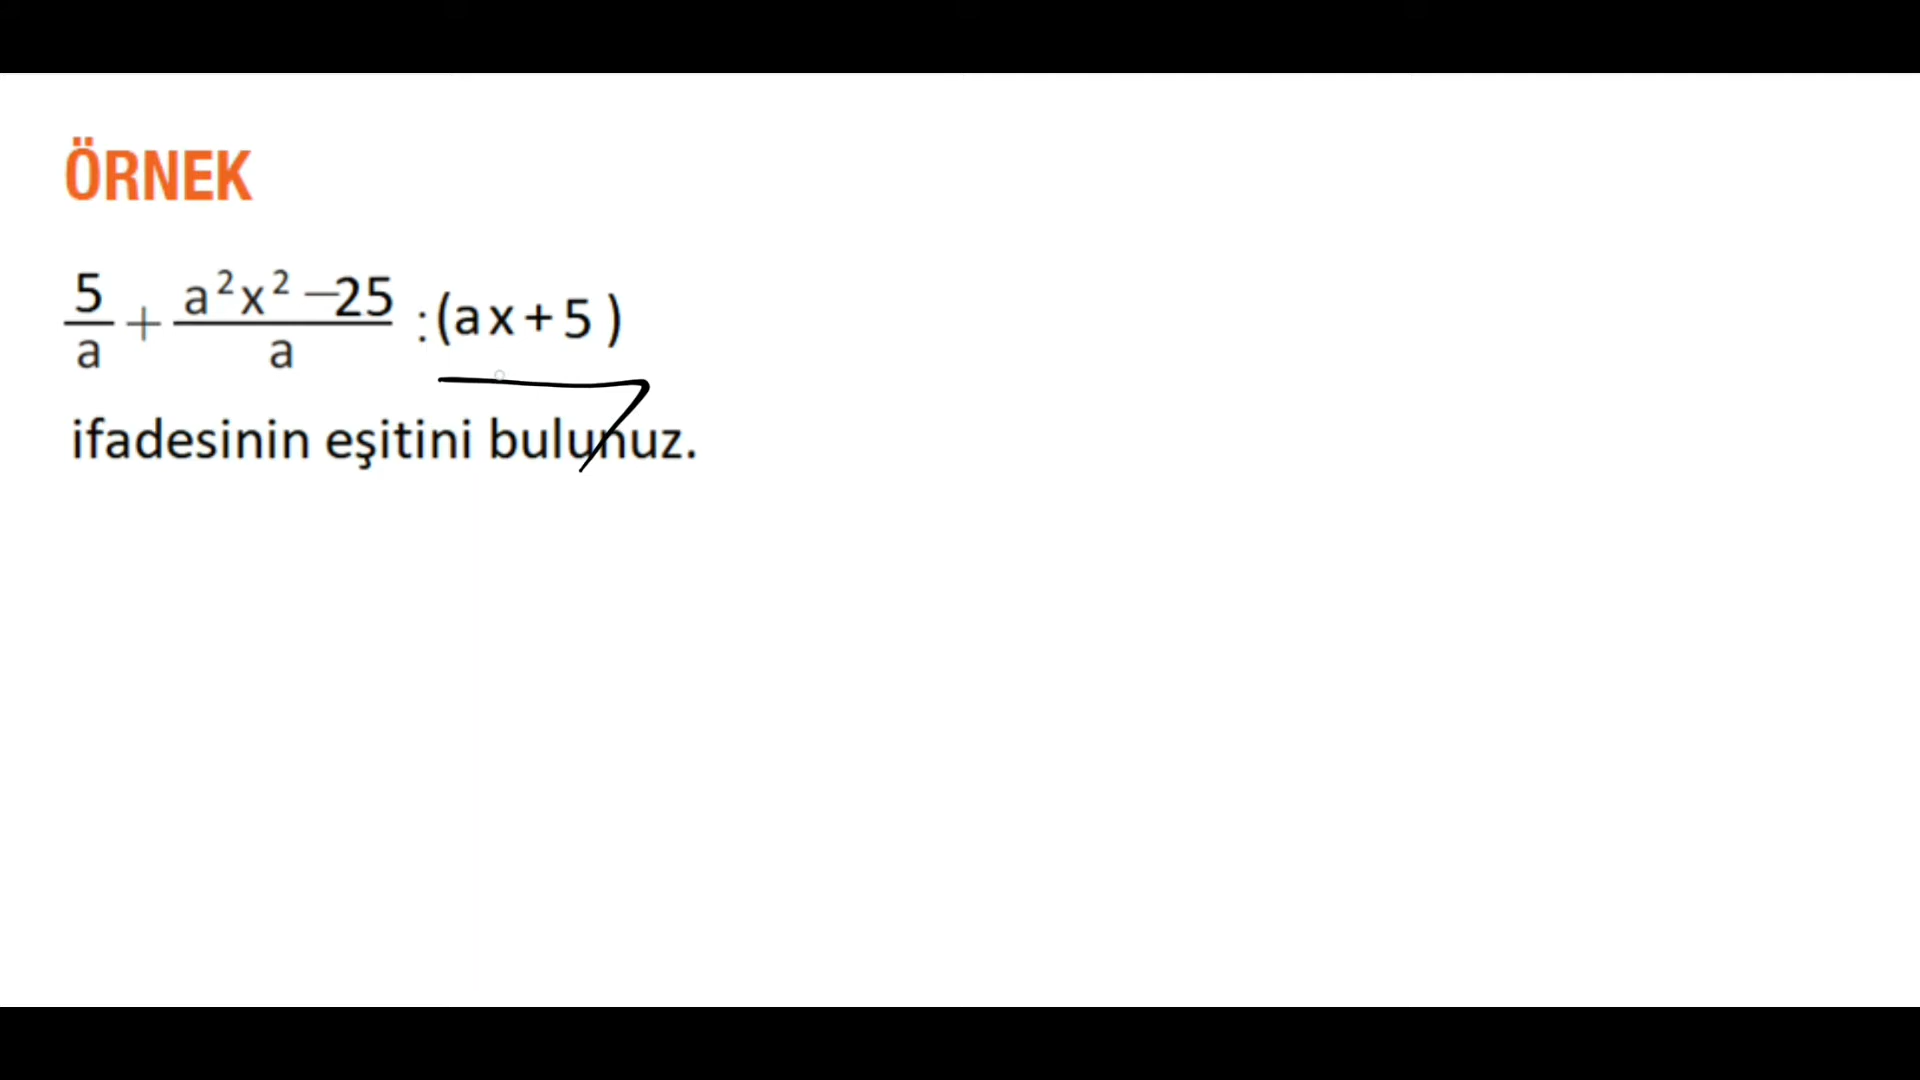 ÖRNEK
5/a + a²x² − 25/a : (ax + 5)
ifadesinin eşitini bulunuz.